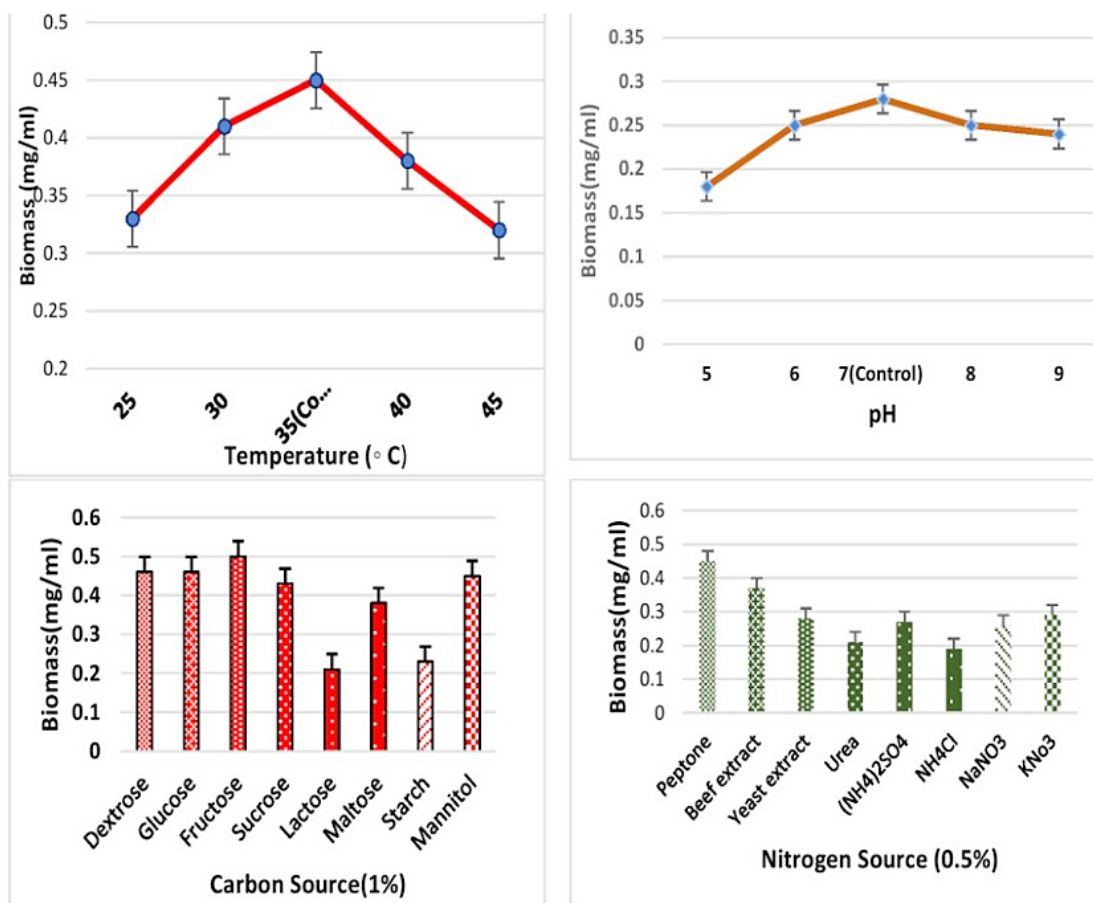 Biomass (mg/ml)
0.5
0.45
0.4
0.35
0.3
0.25
0.2
25
30
35(Co...
40
45
Temperature (◦ C)
Biomass(mg/ml)
0.35
0.3
0.25
0.2
0.15
0.1
0.05
0
5
6
7(Control)
8
9
pH
Biomass(mg/ml)
0.6
0.5
0.4
0.3
0.2
0.1
0
Dextrose
Glucose
Fructose
Sucrose
Lactose
Maltose
Starch
Mannitol
Carbon Source(1%)
Biomass(mg/ml)
0.6
0.5
0.4
0.3
0.2
0.1
0
Peptone
Beef extract
Yeast extract
Urea
(NH4)2SO4
NH4Cl
NaNO3
KNo3
Nitrogen Source (0.5%)